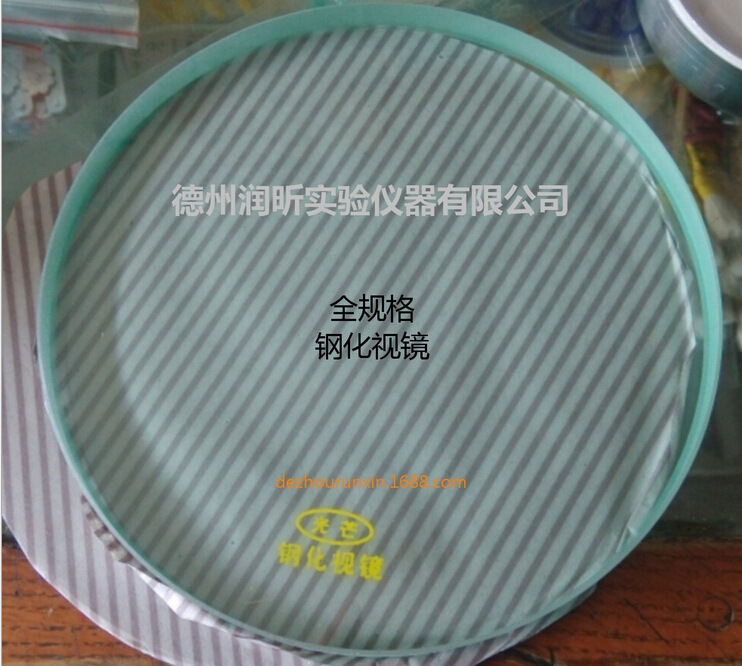 德州润昕实验仪器有限公司
全规格
钢化视镜
dezhourunxin.1688.com
光芒
钢化视镜